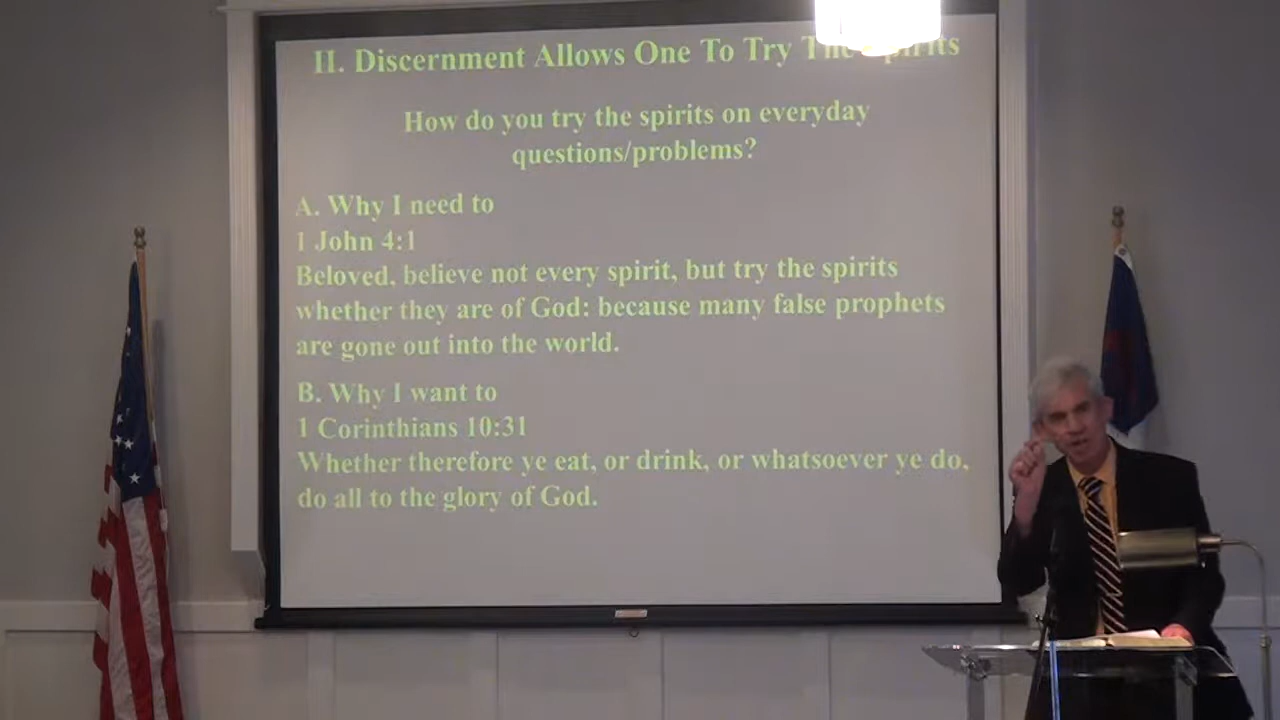 II. Discernment Allows One To Try The Spirits
How do you try the spirits on everyday
questions/problems?
A. Why I need to
1 John 4:1
Beloved, believe not every spirit, but try the spirits
whether they are of God: because many false prophets
are gone out into the world.
B. Why I want to
1 Corinthians 10:31
Whether therefore ye eat, or drink, or whatsoever ye do,
do all to the glory of God.